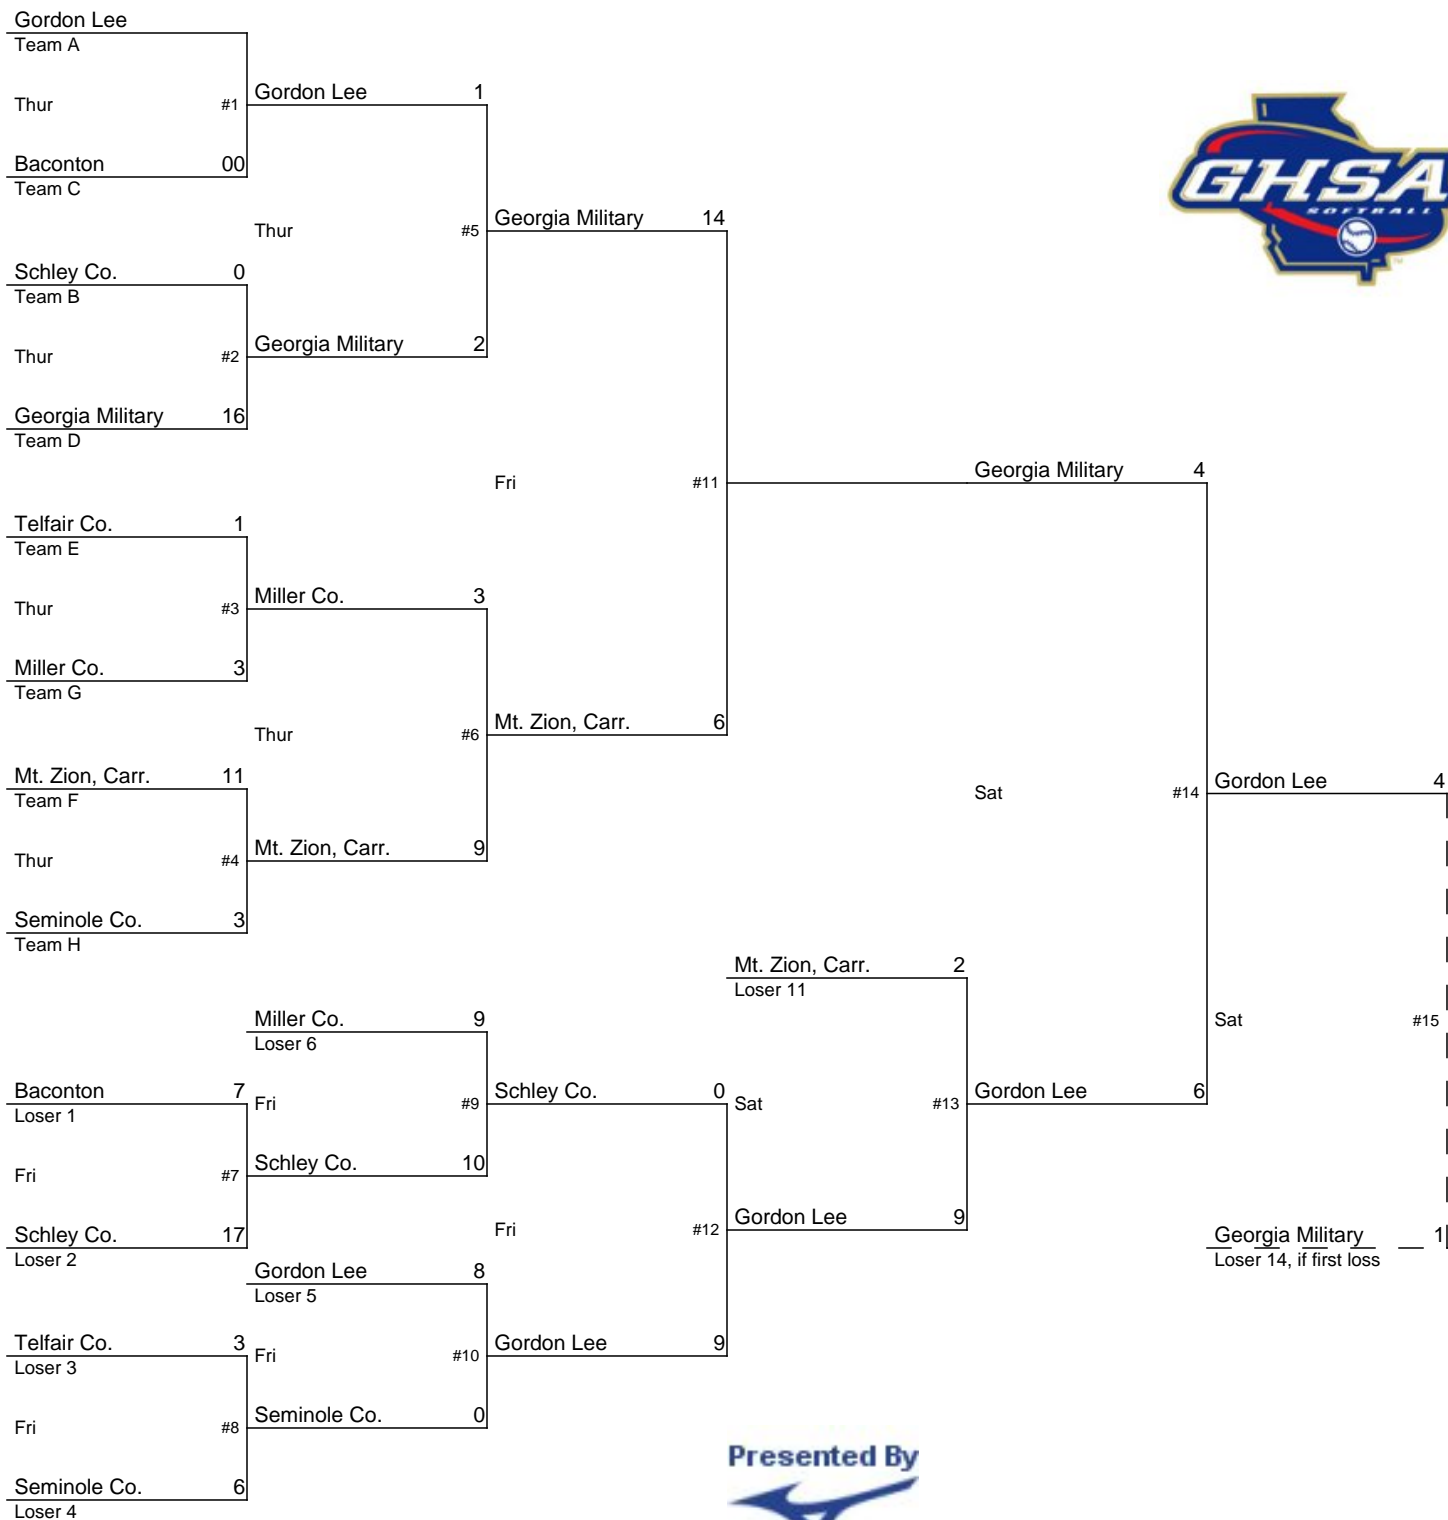 Gordon Lee
Team A
Gordon Lee 1
Thur #1
Baconton 00
Team C
Georgia Military 14
Thur #5
Schley Co. 0
Team B
Georgia Military 2
Thur #2
Georgia Military 16
Team D
GHSA
SOFTBALL
TM
Georgia Military 4
Fri #11
Telfair Co. 1
Team E
Miller Co. 3
Thur #3
Miller Co. 3
Team G
Mt. Zion, Carr. 6
Thur #6
Mt. Zion, Carr. 11
Team F
Gordon Lee 4
Sat #14
Mt. Zion, Carr. 9
Thur #4
Seminole Co. 3
Team H
Mt. Zion, Carr. 2
Loser 11
Miller Co. 9
Loser 6
Sat #15
Baconton 7
Loser 1
Schley Co. 0
Fri #9
Gordon Lee 6
Sat #13
Schley Co. 10
Fri #7
Schley Co. 17
Loser 2
Gordon Lee 9
Fri #12
Georgia Military 1
Loser 14, if first loss
Gordon Lee 8
Loser 5
Telfair Co. 3
Loser 3
Gordon Lee 9
Fri #10
Seminole Co. 0
Fri #8
Seminole Co. 6
Loser 4
Presented By